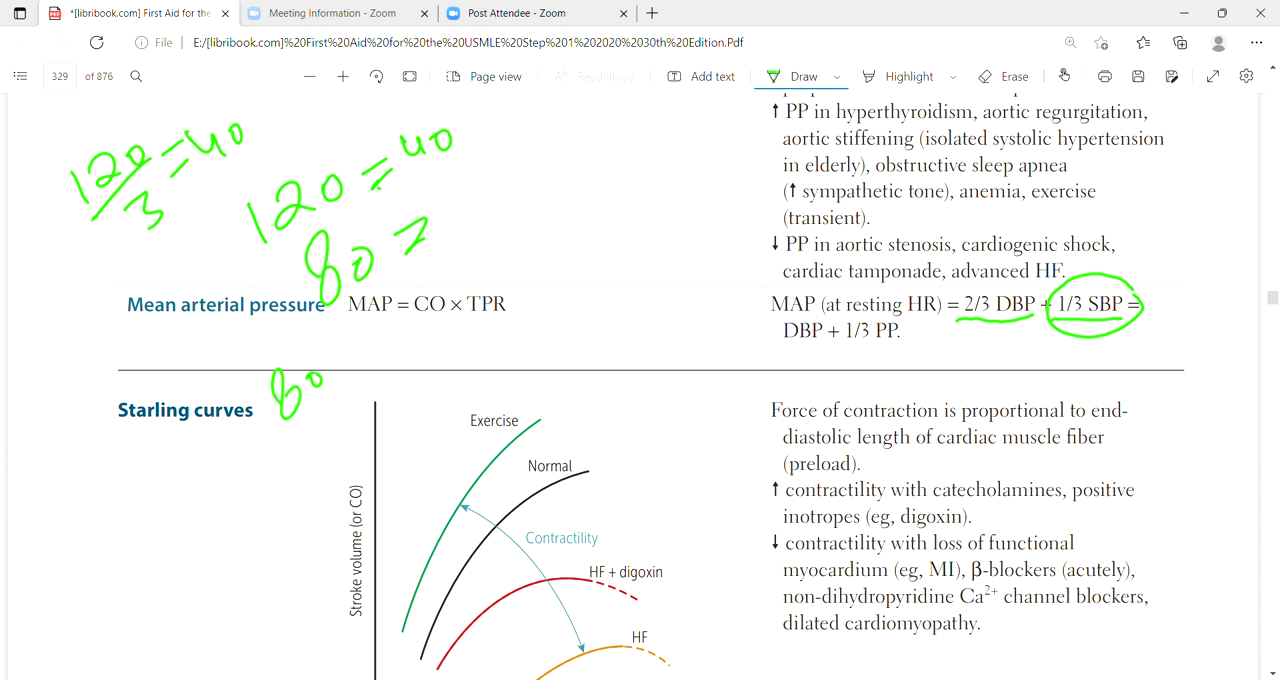 *[libribook.com] First Aid for the
Meeting Information - Zoom
Post Attendee - Zoom
File | E:/[libribook.com]%20First%20Aid%20for%20the%20USMLE%20Step%201%202020%2030th%20Edition.Pdf
329 of 876
Page view
Read aloud
Add text
Draw
Highlight
Erase
↑ PP in hyperthyroidism, aortic regurgitation,
aortic stiffening (isolated systolic hypertension
in elderly), obstructive sleep apnea
(↑ sympathetic tone), anemia, exercise
(transient).
↓ PP in aortic stenosis, cardiogenic shock,
cardiac tamponade, advanced HF.
120/3 = 40
120 = 40
80 =
Mean arterial pressure
MAP = CO × TPR
MAP (at resting HR) = 2/3 DBP + 1/3 SBP =
DBP + 1/3 PP.
80
Starling curves
Exercise
Normal
Contractility
HF + digoxin
HF
Stroke volume (or CO)
Force of contraction is proportional to end-
diastolic length of cardiac muscle fiber
(preload).
↑ contractility with catecholamines, positive
inotropes (eg, digoxin).
↓ contractility with loss of functional
myocardium (eg, MI), β-blockers (acutely),
non-dihydropyridine Ca²⁺ channel blockers,
dilated cardiomyopathy.